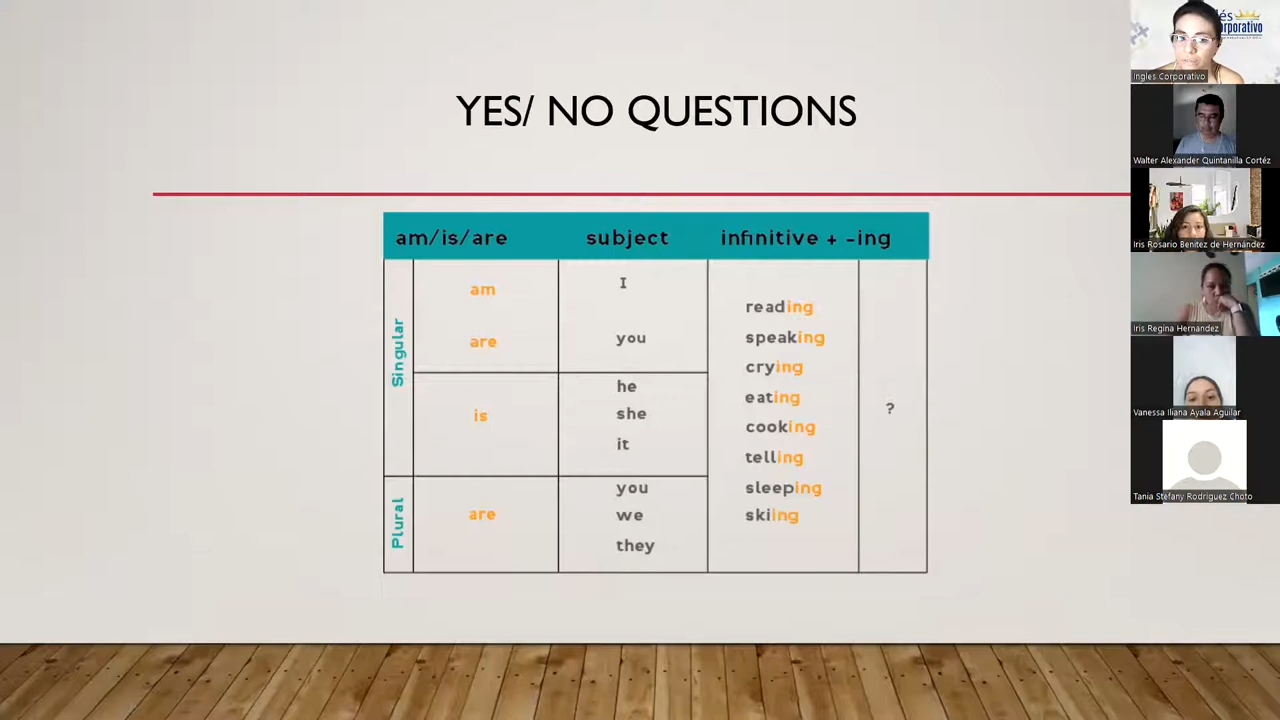 YES/ NO QUESTIONS
am/is/are subject infinitive + -ing
Singular
am I
are you
is
he
she
it
Plural
are
you
we
they
reading
speaking
crying
eating
cooking
telling
sleeping
skiing
?
és
orporativo
Ingles Corporativo
Walter Alexander Quintanilla Cortéz
Iris Rosario Benitez de Hernández
Iris Regina Hernandez
Vanessa Iliana Ayala Aguilar
Tania Stefany Rodriguez Choto